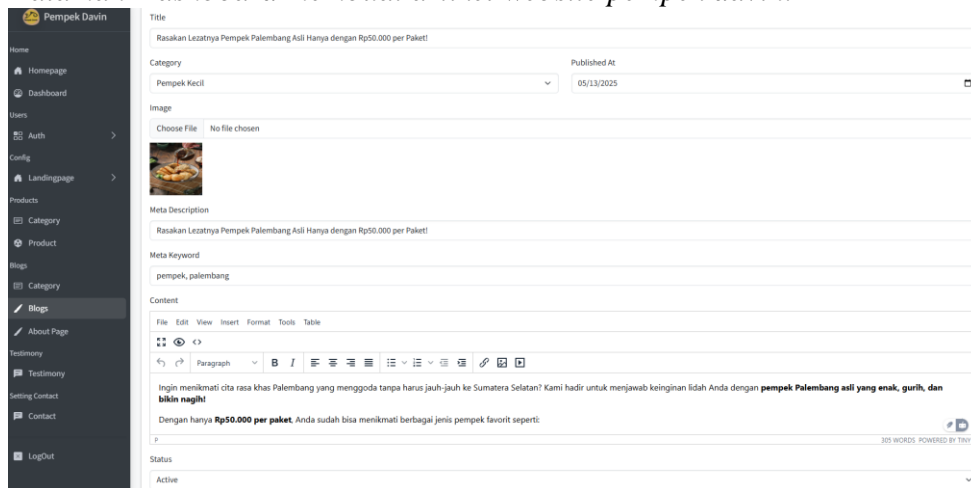 Pempek Davin
Home
Homepage
Dashboard
Users
Auth
Config
Landingpage
Products
Category
Product
Blogs
Category
Blogs
About Page
Testimony
Testimony
Setting Contact
Contact
LogOut
Title
Rasakan Lezatnya Pempek Palembang Asli Hanya dengan Rp50.000 per Paket!
Category
Published At
Pempek Kecil
05/13/2025
Image
Choose File No file chosen
Meta Description
Rasakan Lezatnya Pempek Palembang Asli Hanya dengan Rp50.000 per Paket!
Meta Keyword
pempek, palembang
Content
File Edit View Insert Format Tools Table
Paragraph B I
Ingin menikmati cita rasa khas Palembang yang menggoda tanpa harus jauh-jauh ke Sumatera Selatan? Kami hadir untuk menjawab keinginan lidah Anda dengan pempek Palembang asli yang enak, gurih, dan
bikin nagih!
Dengan hanya Rp50.000 per paket, Anda sudah bisa menikmati berbagai jenis pempek favorit seperti:
P
305 WORDS POWERED BY TINY
Status
Active